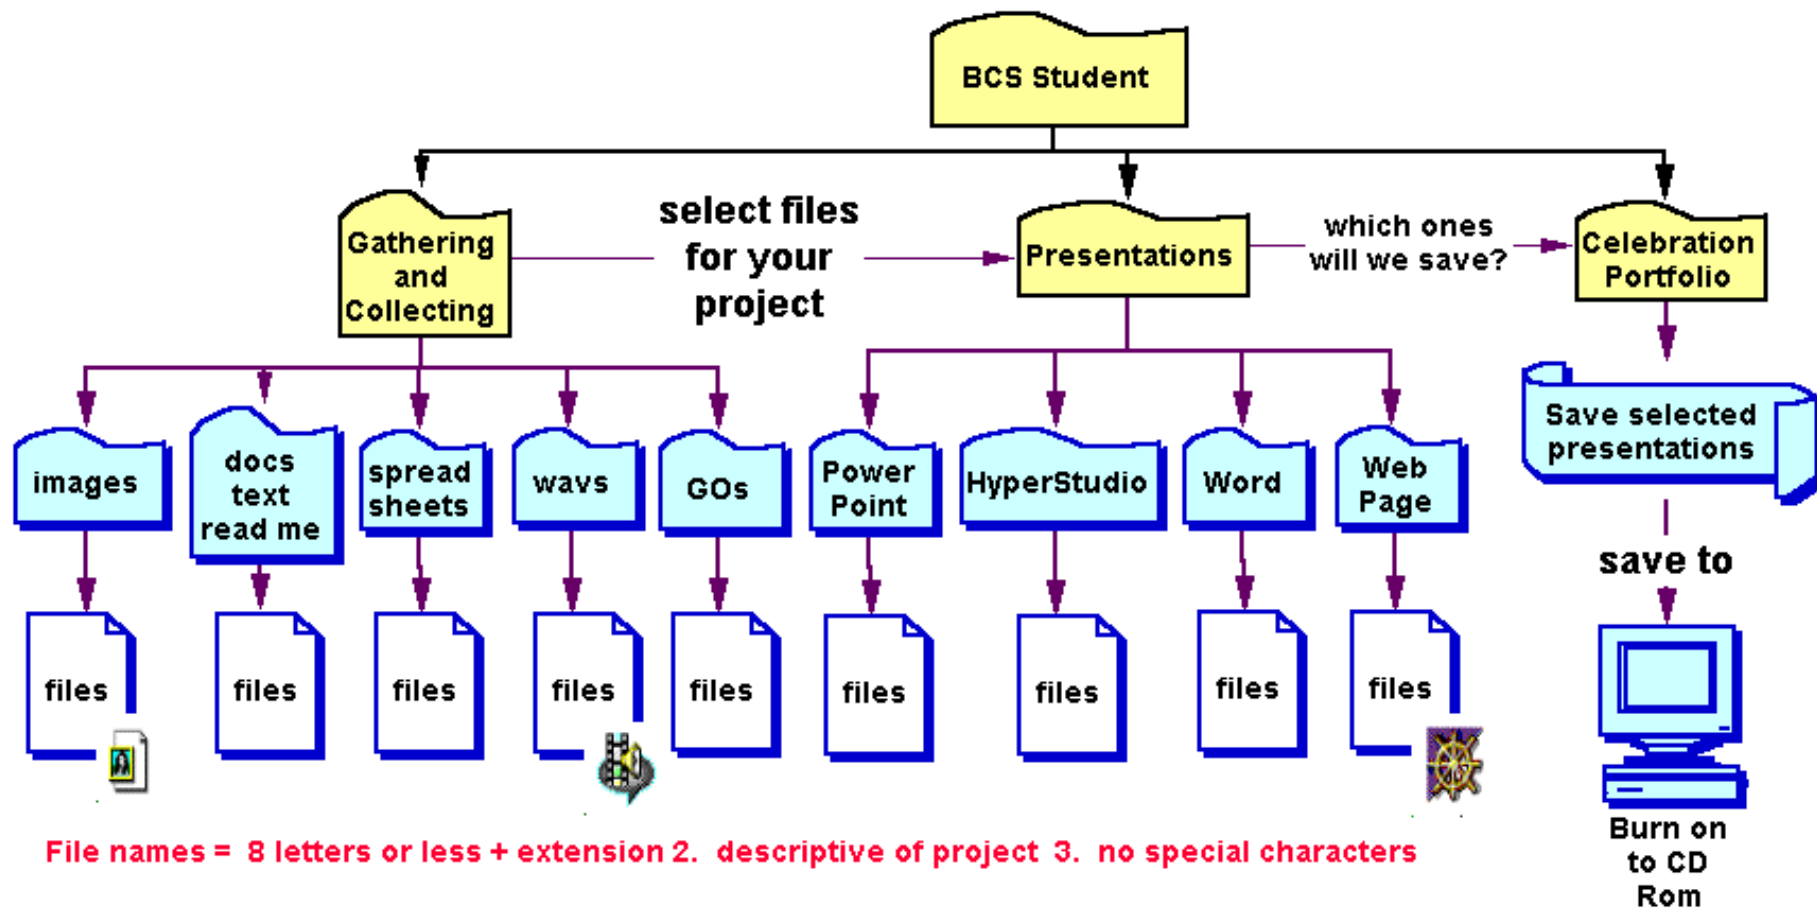 BCS Student
Gathering
and
Collecting
select files
for your
project
Presentations
which ones
will we save?
Celebration
Portfolio
images
docs
text
read me
spread
sheets
wavs
GOs
Power
Point
HyperStudio
Word
Web
Page
Save selected
presentations
files
files
files
files
files
files
files
files
files
save to
File names = 8 letters or less + extension 2. descriptive of project 3. no special characters
Burn on
to CD
Rom